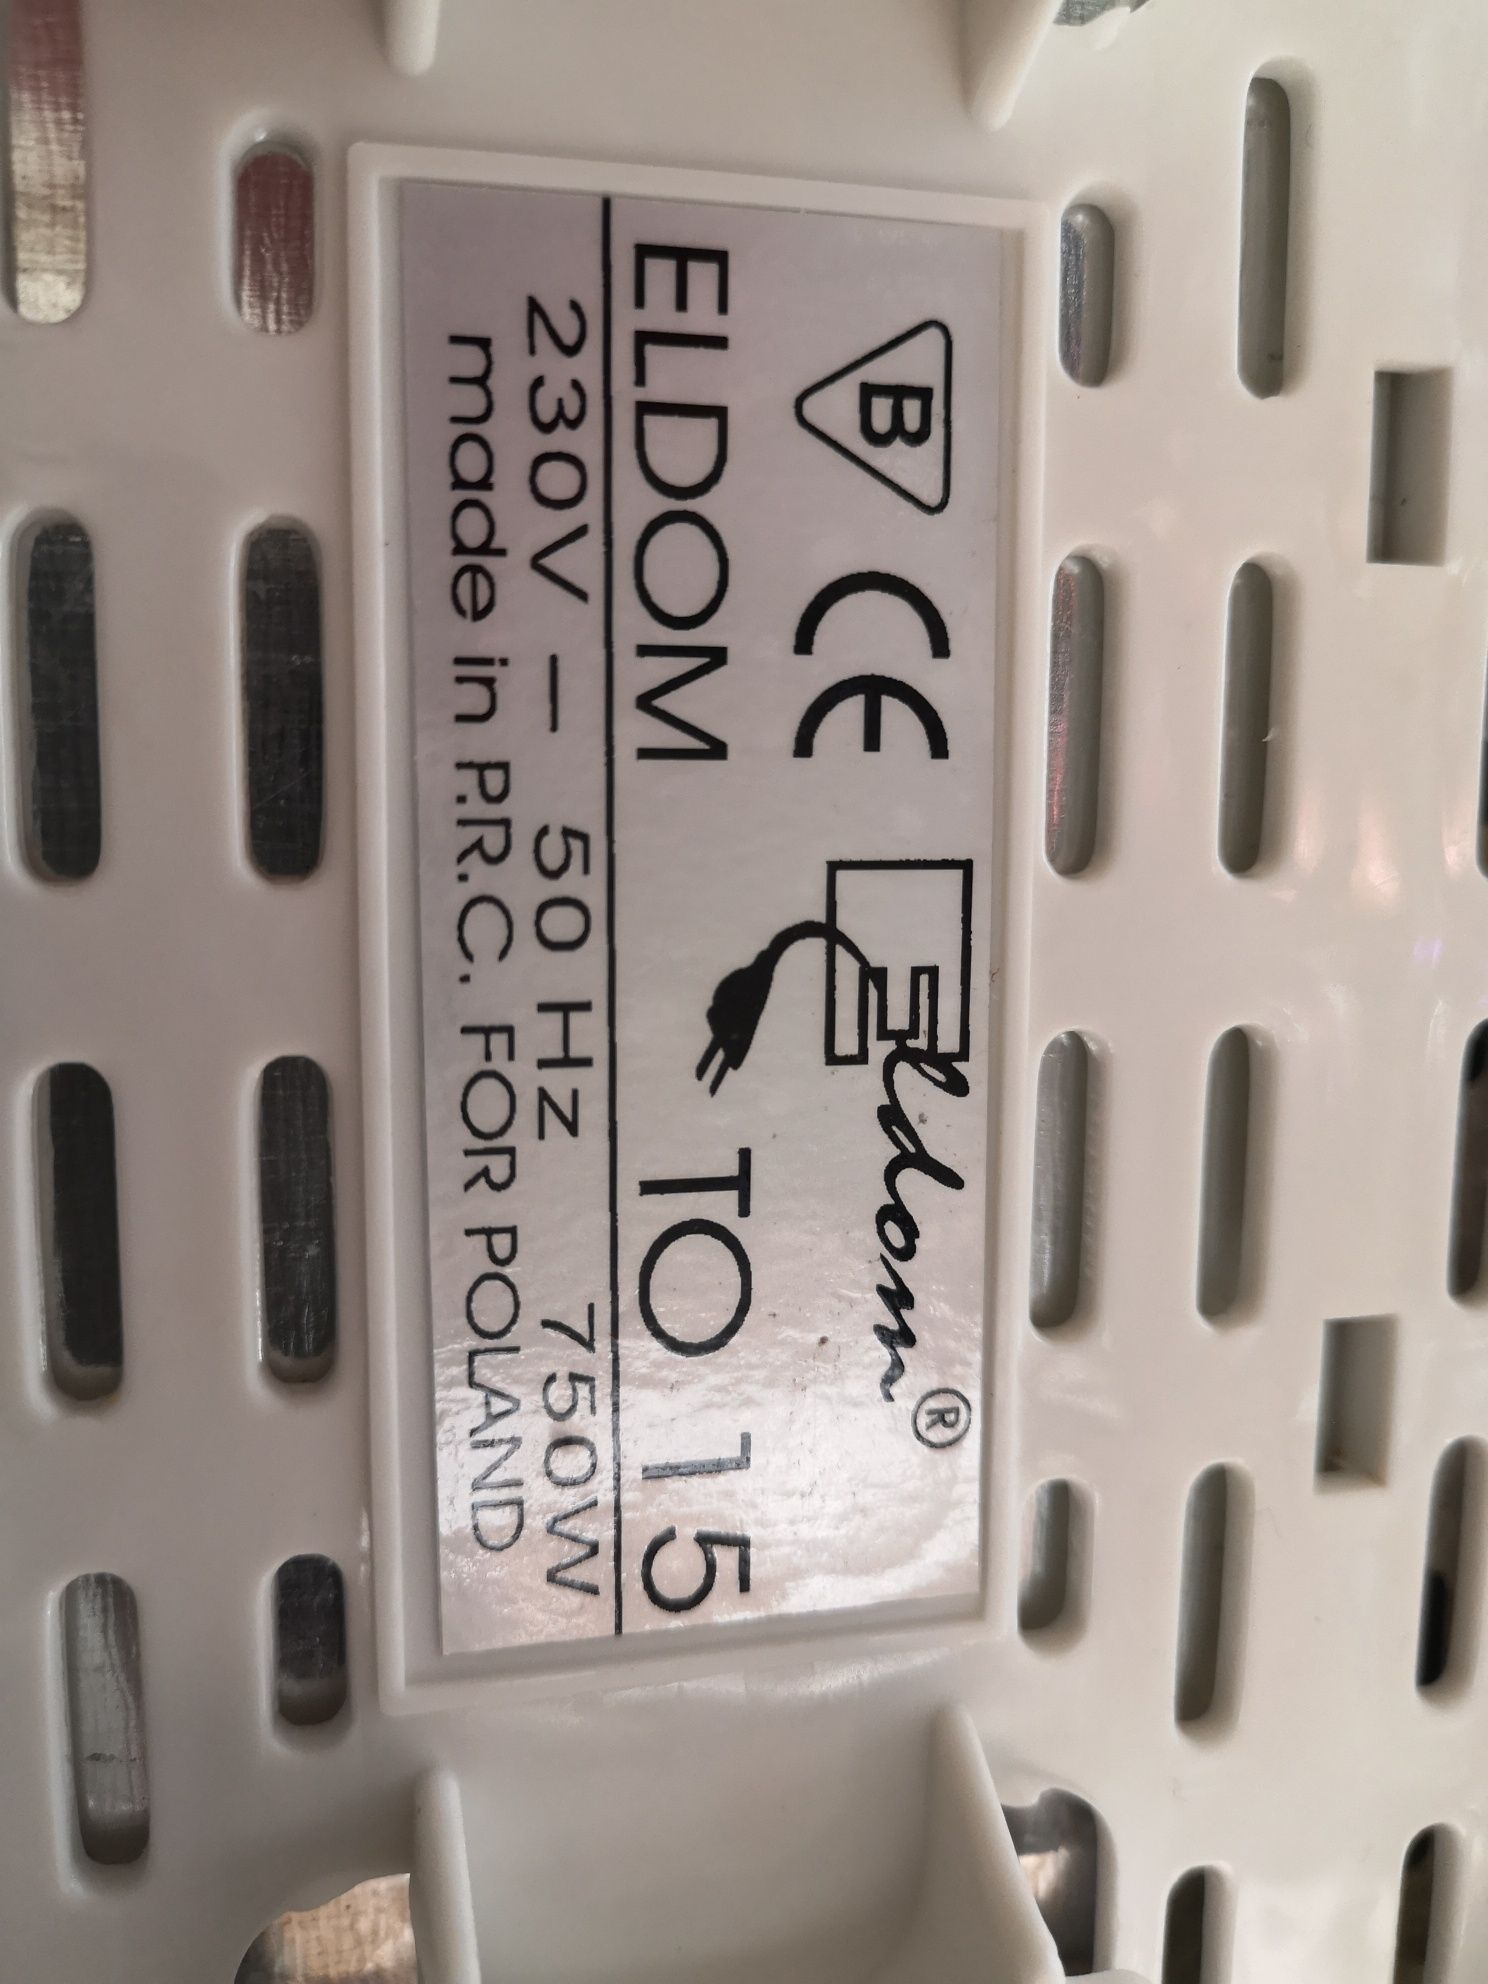 B CE Eldom®
ELDOM TO 15
230V – 50 Hz 750W
made in P.R.C. FOR POLAND